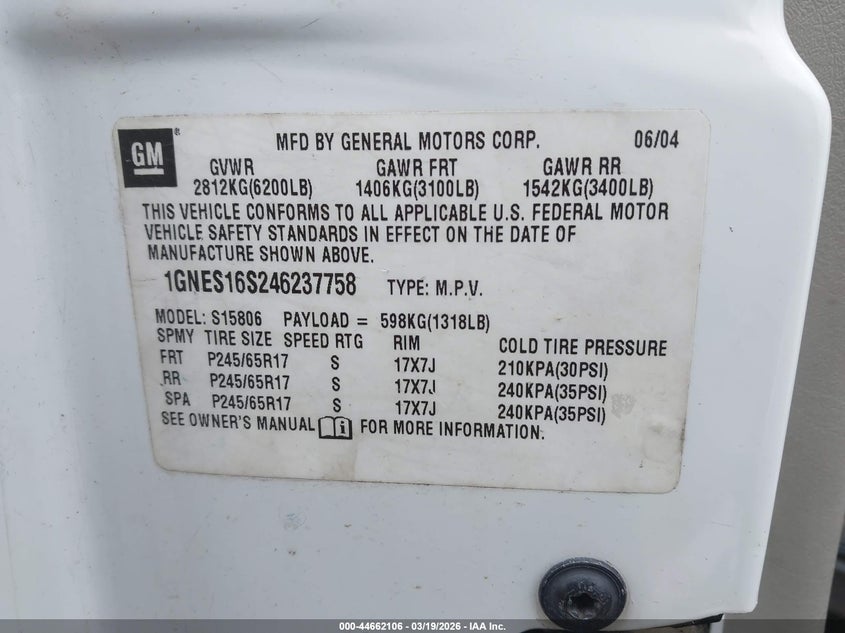 GM ®
MFD BY GENERAL MOTORS CORP. 06/04
GVWR GAWR FRT GAWR RR
2812KG(6200LB) 1406KG(3100LB) 1542KG(3400LB)
THIS VEHICLE CONFORMS TO ALL APPLICABLE U.S. FEDERAL MOTOR
VEHICLE SAFETY STANDARDS IN EFFECT ON THE DATE OF
MANUFACTURE SHOWN ABOVE.
1GNES16S246237758 TYPE: M.P.V.
MODEL: S15806 PAYLOAD = 598KG(1318LB)
SPMY TIRE SIZE SPEED RTG RIM COLD TIRE PRESSURE
FRT P245/65R17 S 17X7J 210KPA(30PSI)
RR P245/65R17 S 17X7J 240KPA(35PSI)
SPA P245/65R17 S 17X7J 240KPA(35PSI)
SEE OWNER'S MANUAL i FOR MORE INFORMATION.
000-44662106 - 03/19/2026 - IAA Inc.